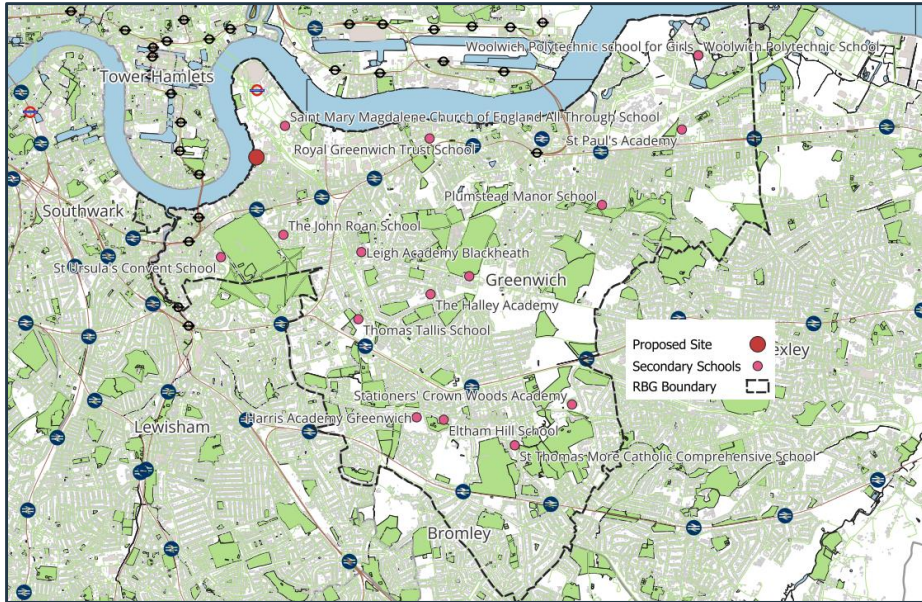 Woolwich Polytechnic school for Girls
Woolwich Polytechnic School
Tower Hamlets
Saint Mary Magdalene Church of England All Through School
Royal Greenwich Trust School
St Paul's Academy
Plumstead Manor School
Southwark
The John Roan School
Leigh Academy Blackheath
St Ursula's Convent School
Greenwich
The Halley Academy
Thomas Tallis School
Proposed Site
Secondary Schools
RBG Boundary
exley
Stationers' Crown Woods Academy
Harris Academy Greenwich
Lewisham
Eltham Hill School
St Thomas More Catholic Comprehensive School
Bromley